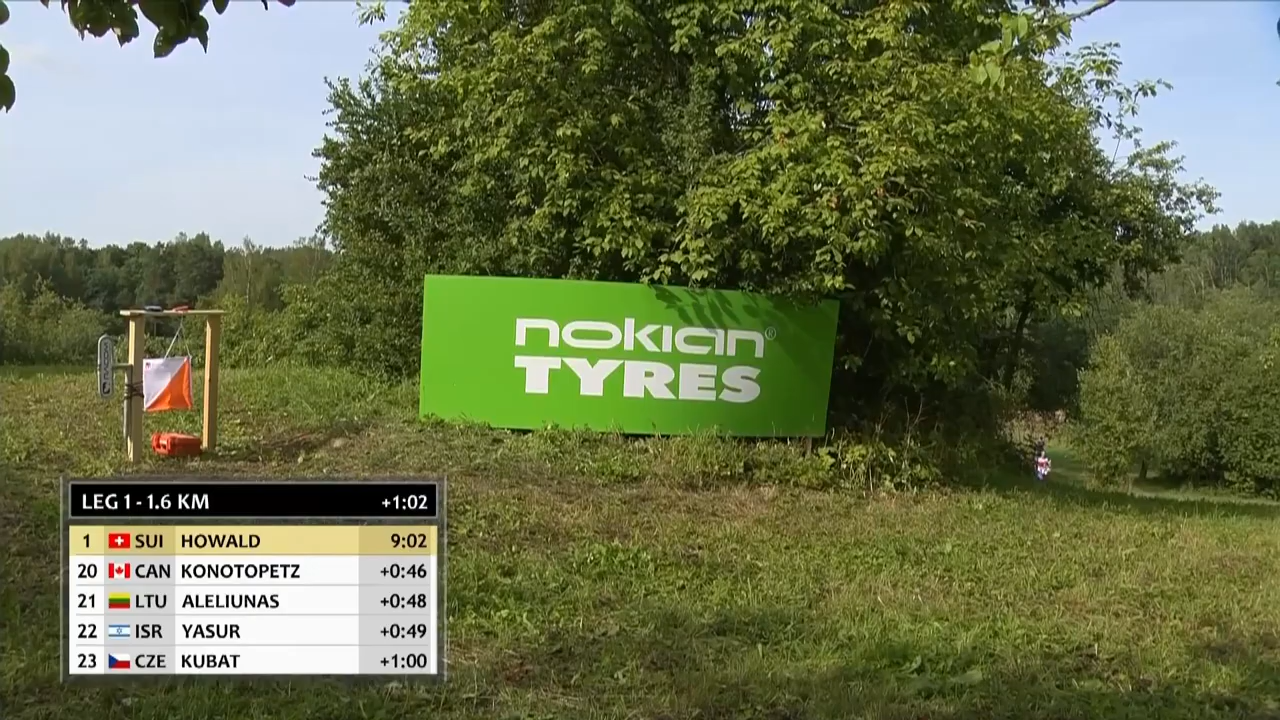 nokian®
TYRES
LEG 1 - 1.6 KM +1:02
1 SUI HOWALD 9:02
20 CAN KONOTOPETZ +0:46
21 LTU ALELIUNAS +0:48
22 ISR YASUR +0:49
23 CZE KUBAT +1:00